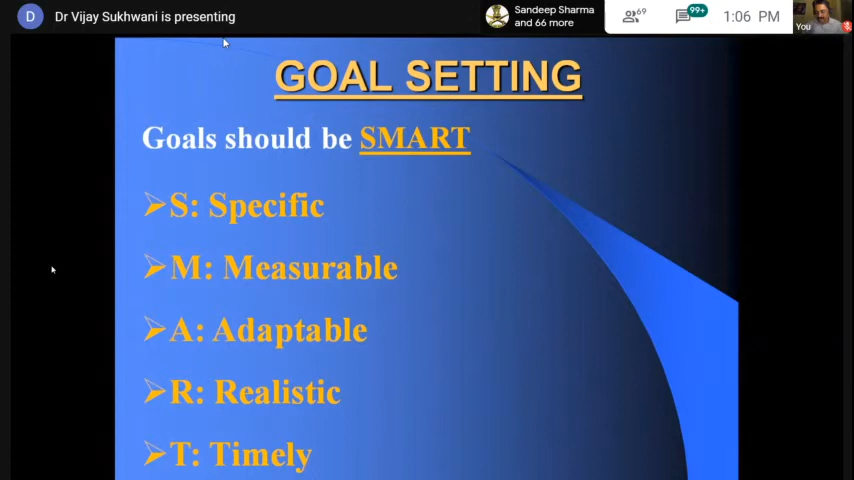 D
Dr Vijay Sukhwani is presenting
Sandeep Sharma
and 66 more
69
99+
1:06 PM
You
GOAL SETTING
Goals should be SMART
S: Specific
M: Measurable
A: Adaptable
R: Realistic
T: Timely